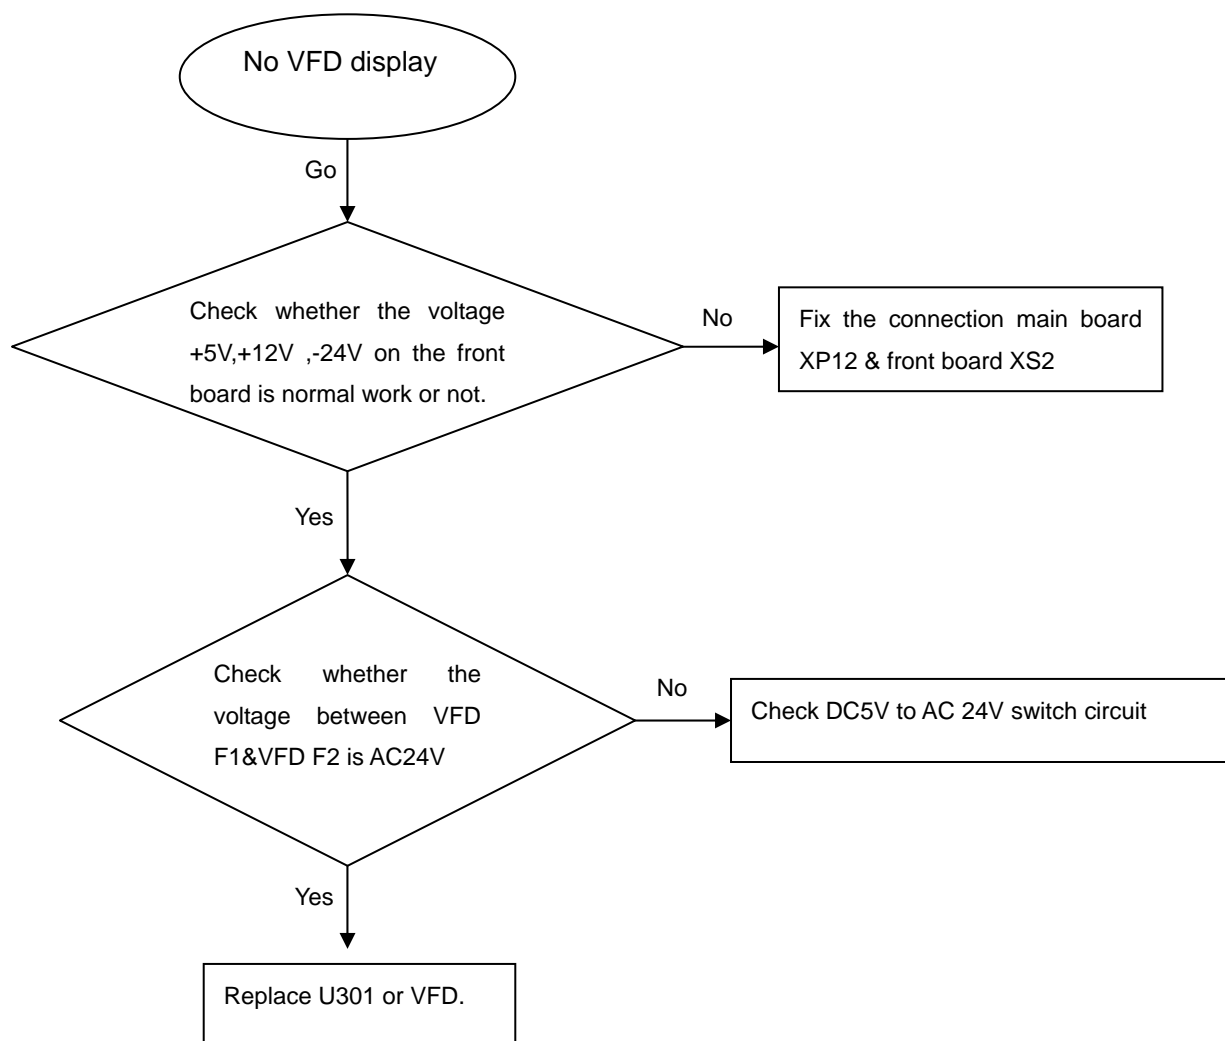 No VFD display
Go
Check whether the voltage
+5V,+12V ,-24V on the front
board is normal work or not.
No
Fix the connection main board
XP12 & front board XS2
Yes
Check whether the
voltage between VFD
F1&VFD F2 is AC24V
No
Check DC5V to AC 24V switch circuit
Yes
Replace U301 or VFD.